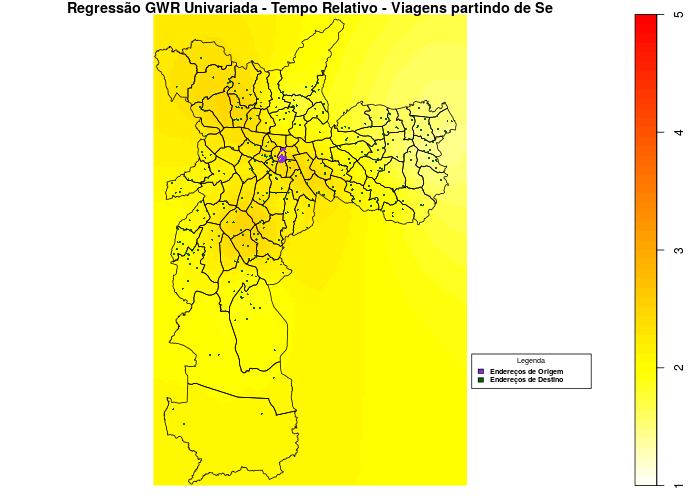 Regressão GWR Univariada - Tempo Relativo - Viagens partindo de Se
5
4
3
2
1
Legenda
Endereços de Origem
Endereços de Destino